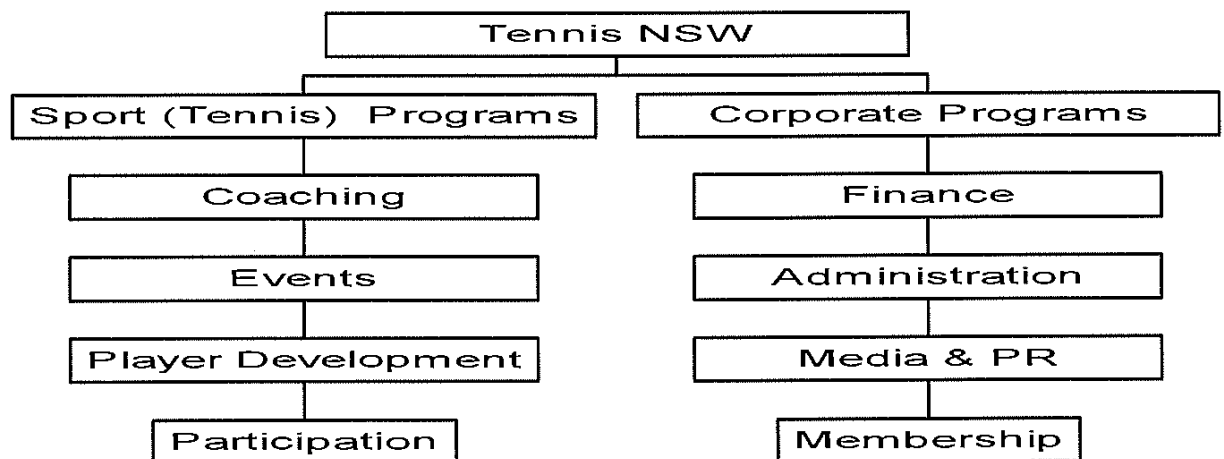 Tennis NSW
Sport (Tennis) Programs
Corporate Programs
Coaching
Finance
Events
Administration
Player Development
Media & PR
Participation
Membership